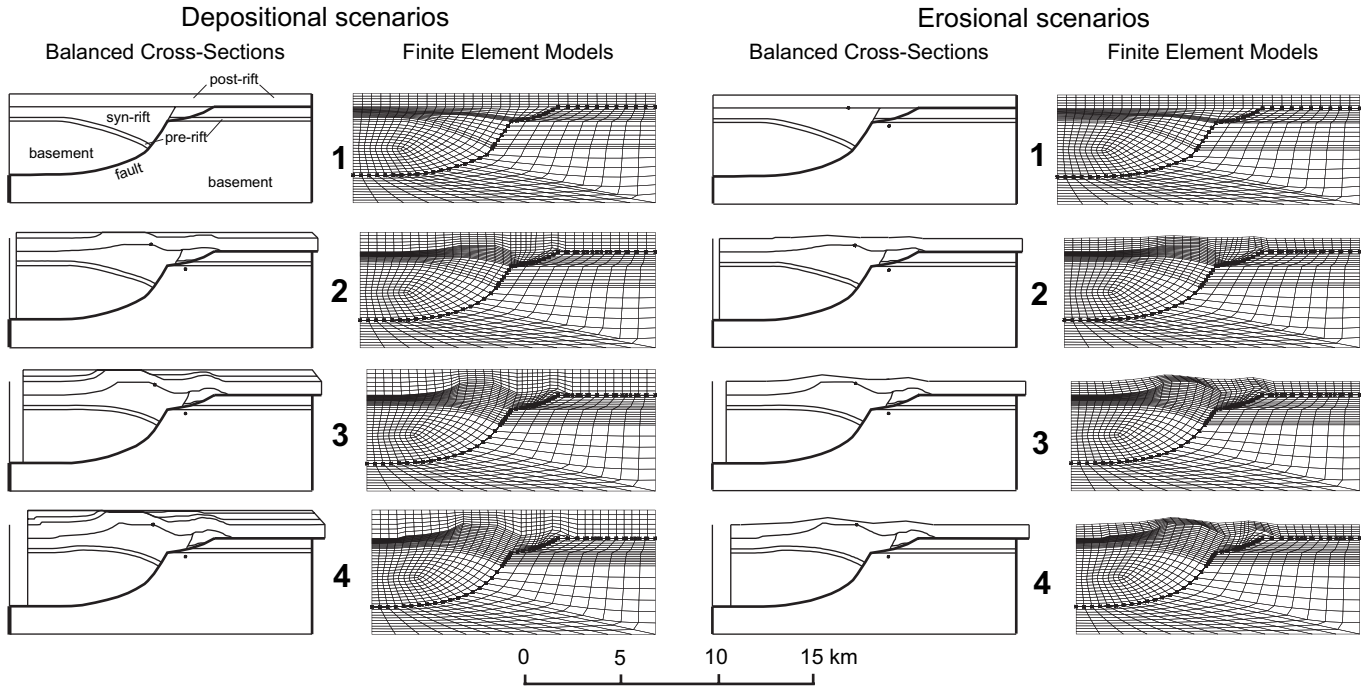 Depositional scenarios
Erosional scenarios
Balanced Cross-Sections
Finite Element Models
Balanced Cross-Sections
Finite Element Models
post-rift
syn-rift
pre-rift
basement
fault
basement
1
1
2
2
3
3
4
4
0 5 10 15 km